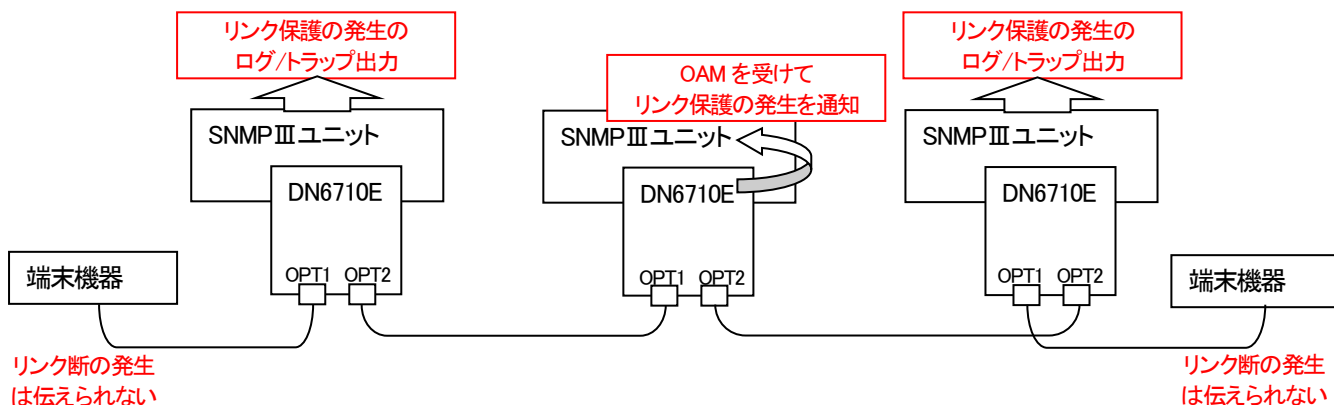 リンク保護の発生の
ログ/トラップ出力
OAM を受けて
リンク保護の発生を通知
リンク保護の発生の
ログ/トラップ出力
SNMPⅢユニット
SNMPⅢユニット
SNMPⅢユニット
DN6710E
DN6710E
DN6710E
端末機器
OPT1 OPT2
OPT1 OPT2
OPT1 OPT2
端末機器
リンク断の発生
は伝えられない
リンク断の発生
は伝えられない